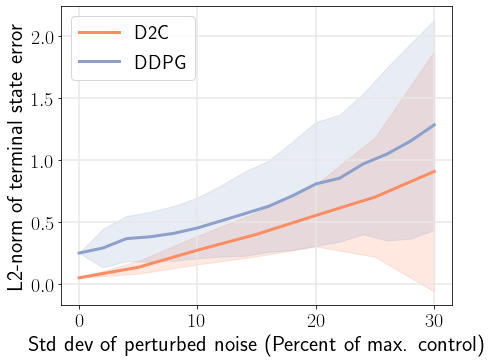 D2C
DDPG
L2-norm of terminal state error
2.0
1.5
1.0
0.5
0.0
0 10 20 30
Std dev of perturbed noise (Percent of max. control)